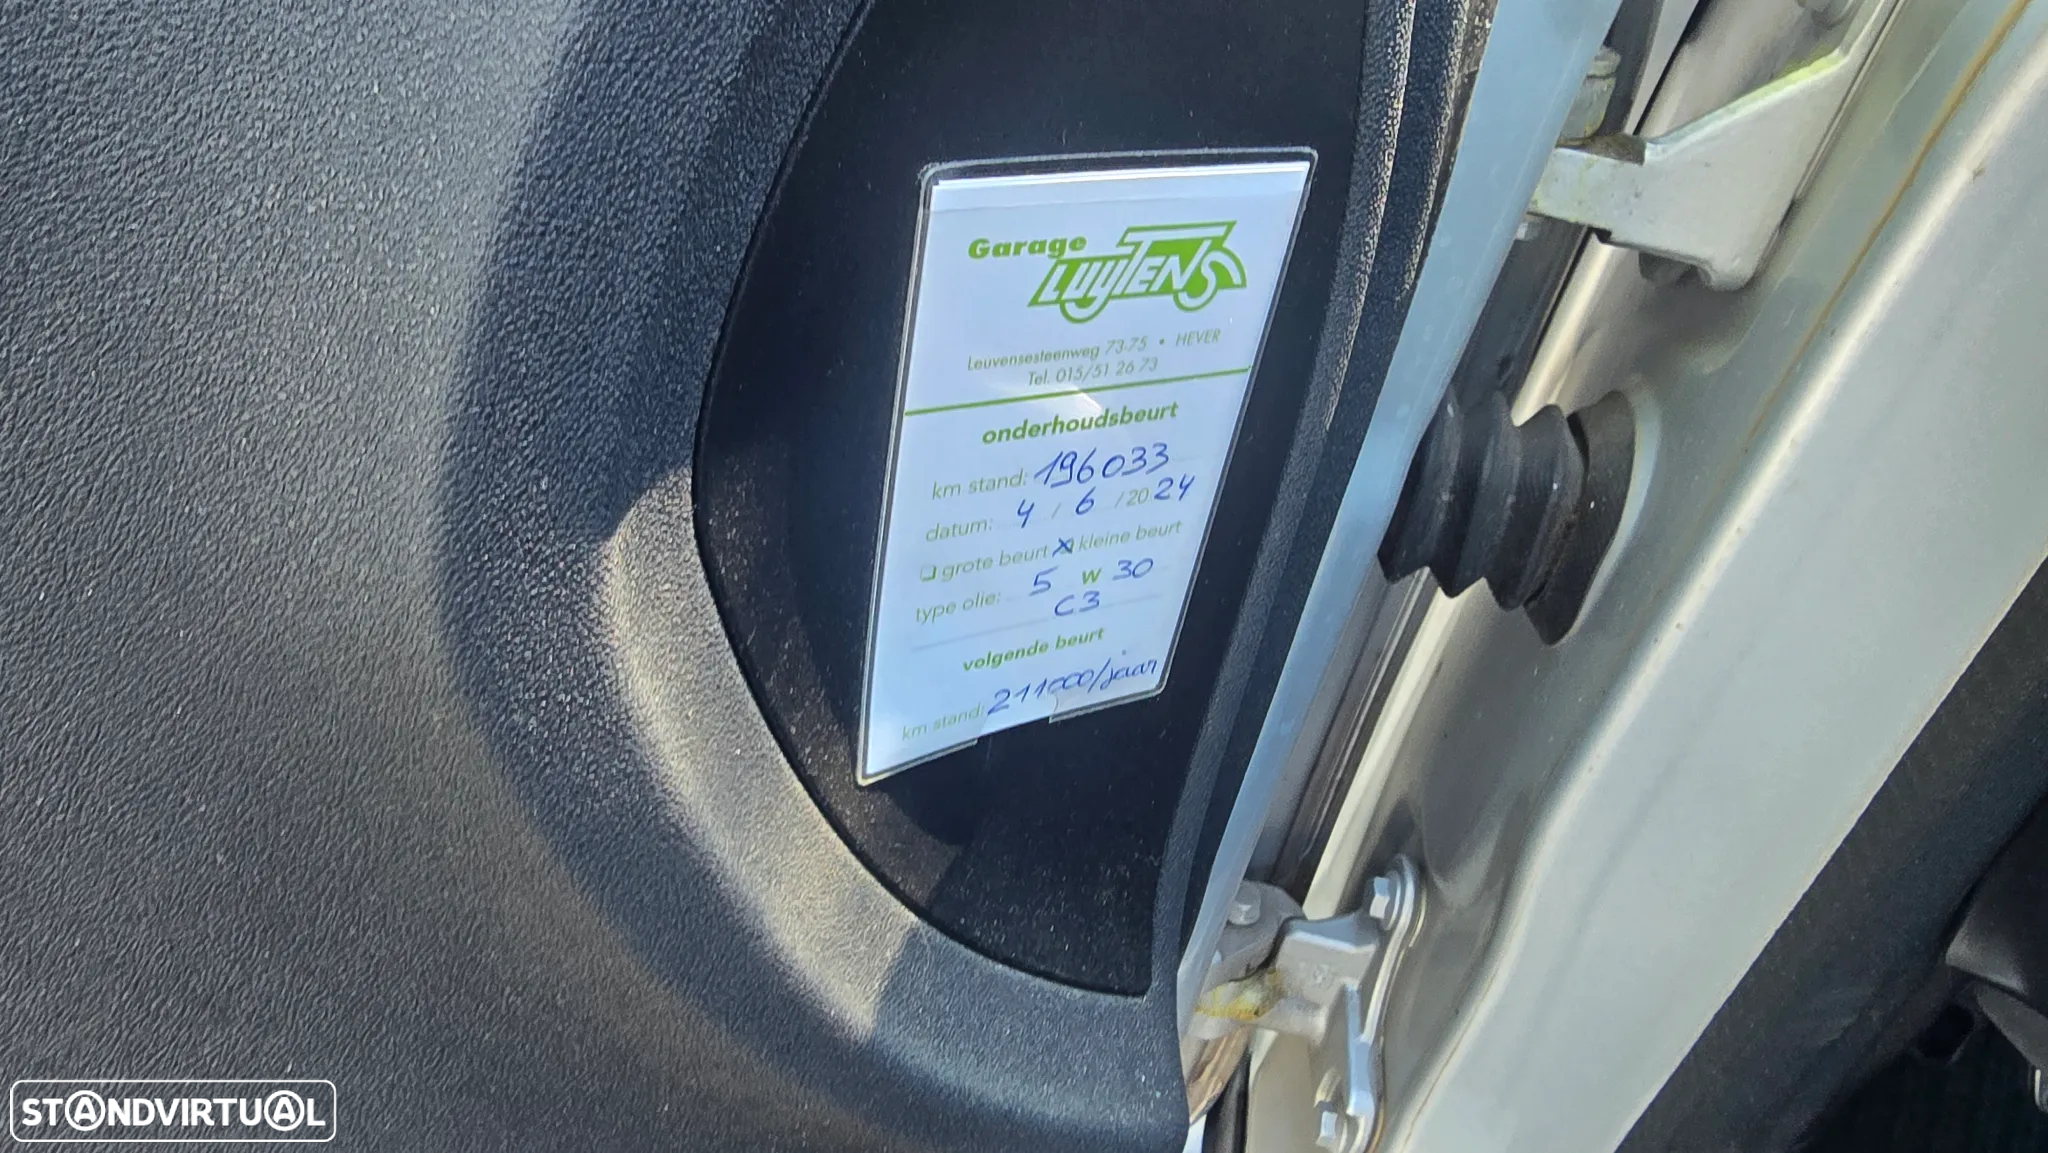 Garage LUYTENS
Leuvensesteenweg 73-75 • HEVER
Tel. 015/51 26 73
onderhoudsbeurt
km stand: 196033
datum: 4 / 6 / 2024
❏ grote beurt ☒ kleine beurt
type olie: 5 W 30
C3
volgende beurt
km stand: 211000/jaar
STANDVIRTUAL